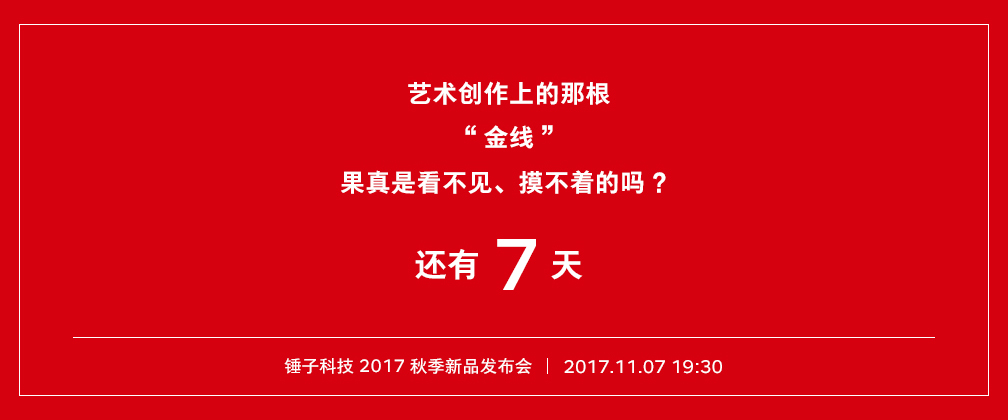 艺术创作上的那根
“金线”
果真是看不见、摸不着的吗？
还有 7 天
锤子科技 2017 秋季新品发布会 | 2017.11.07 19:30